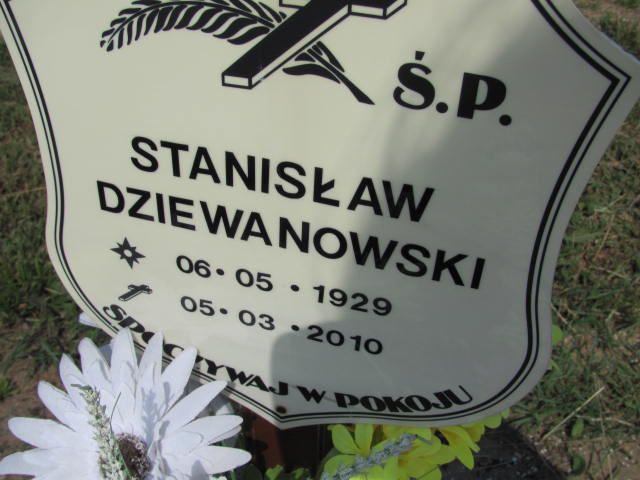 Ś.P.
STANISŁAW
DZIEWANOWSKI
06 • 05 • 1929
05 • 03 • 2010
SPOCZYWAJ W POKOJU